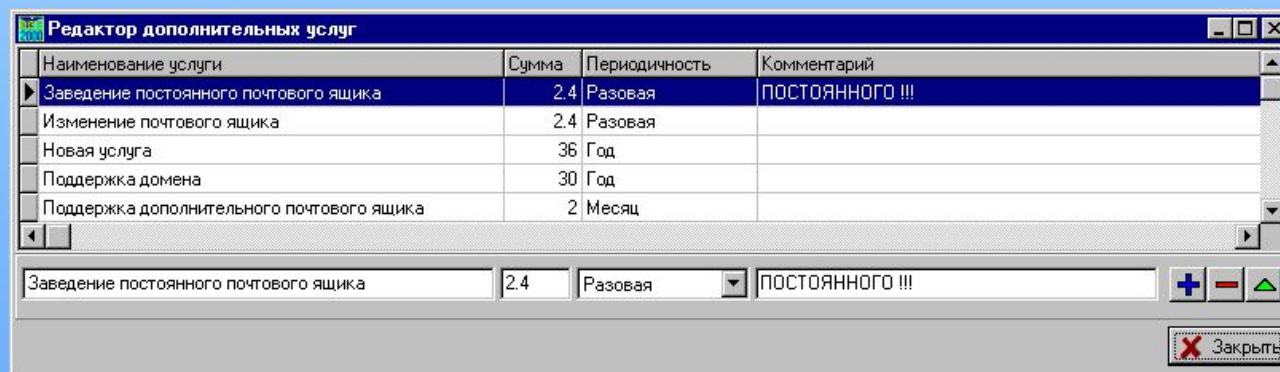 Редактор дополнительных услуг
Наименование услуги Сумма Периодичность Комментарий
Заведение постоянного почтового ящика 2.4 Разовая ПОСТОЯННОГО !!!
Изменение почтового ящика 2.4 Разовая
Новая услуга 36 Год
Поддержка домена 30 Год
Поддержка дополнительного почтового ящика 2 Месяц
Заведение постоянного почтового ящика 2.4 Разовая ПОСТОЯННОГО !!!
Закрыть